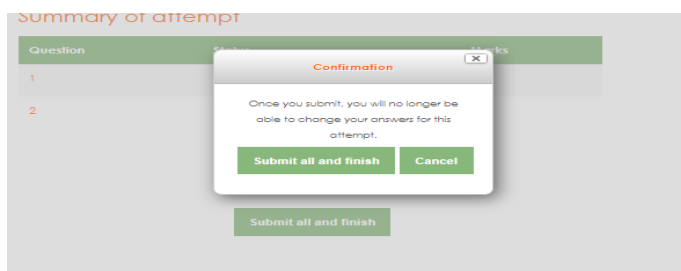 Summary of attempt
Question Marks
1
2
Confirmation
Once you submit, you will no longer be
able to change your answers for this
attempt.
Submit all and finish Cancel
Submit all and finish